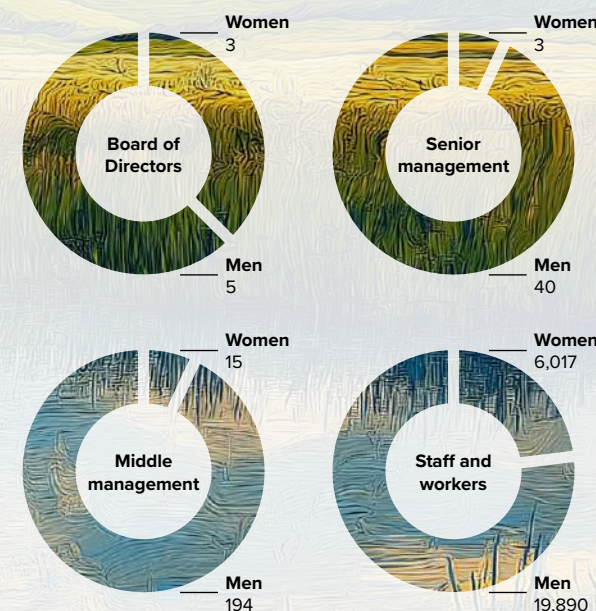 Women
3
Board of
Directors
Men
5
Women
3
Senior
management
Men
40
Women
15
Middle
management
Men
194
Women
6,017
Staff and
workers
Men
19,890